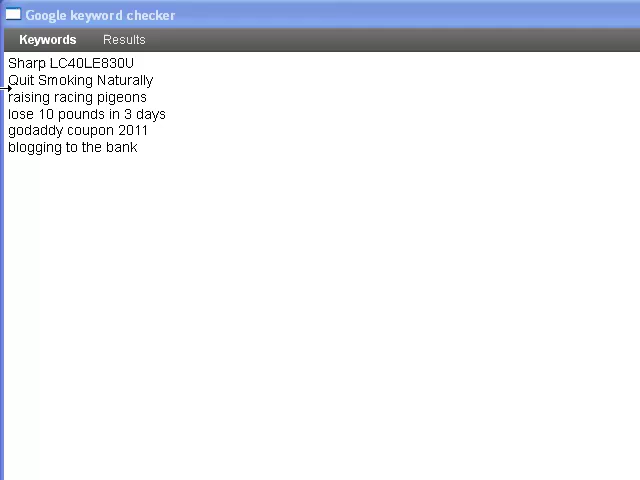 Google keyword checker
Keywords Results
Sharp LC40LE830U
Quit Smoking Naturally
raising racing pigeons
lose 10 pounds in 3 days
godaddy coupon 2011
blogging to the bank